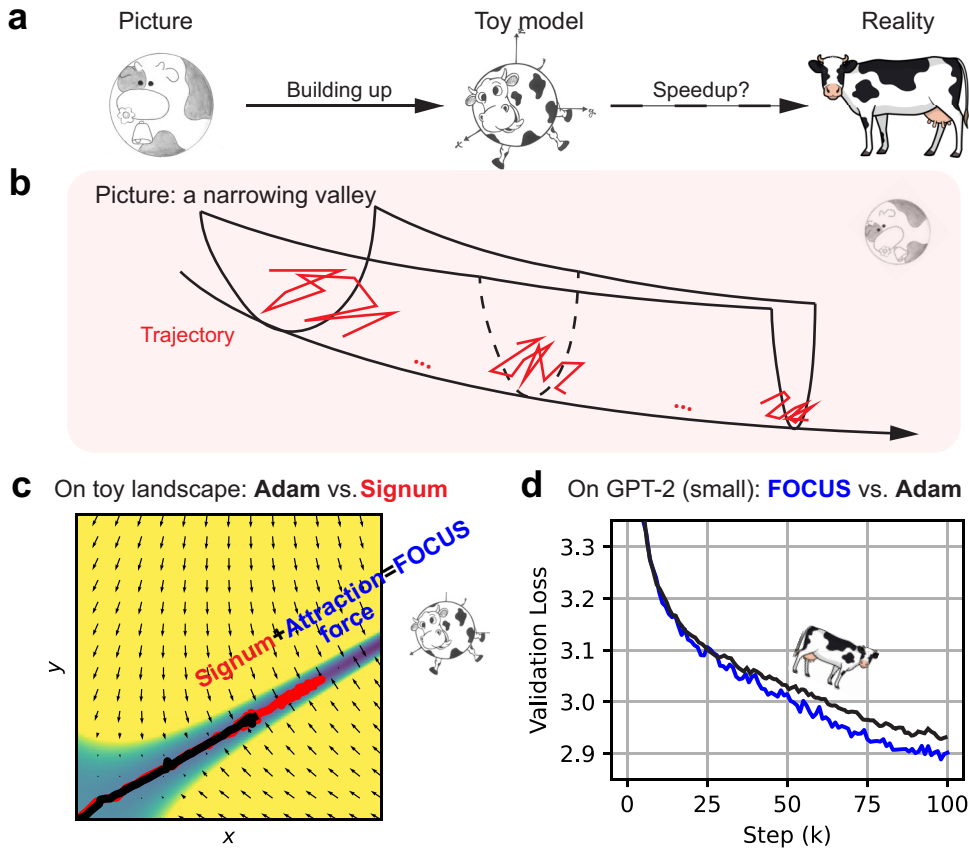 a
Picture
Toy model
Reality
Building up
Speedup?
b
Picture: a narrowing valley
Trajectory
...
...
c
On toy landscape: Adam vs. Signum
Signum+Attraction=FOCUS
force
y
x
d
On GPT-2 (small): FOCUS vs. Adam
Validation Loss
3.3
3.2
3.1
3.0
2.9
0
25
50
75
100
Step (k)